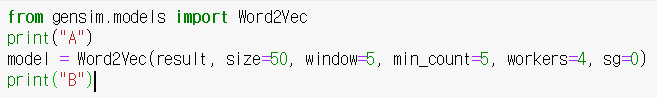 from gensim.models import Word2Vec
print("A")
model = Word2Vec(result, size=50, window=5, min_count=5, workers=4, sg=0)
print("B")